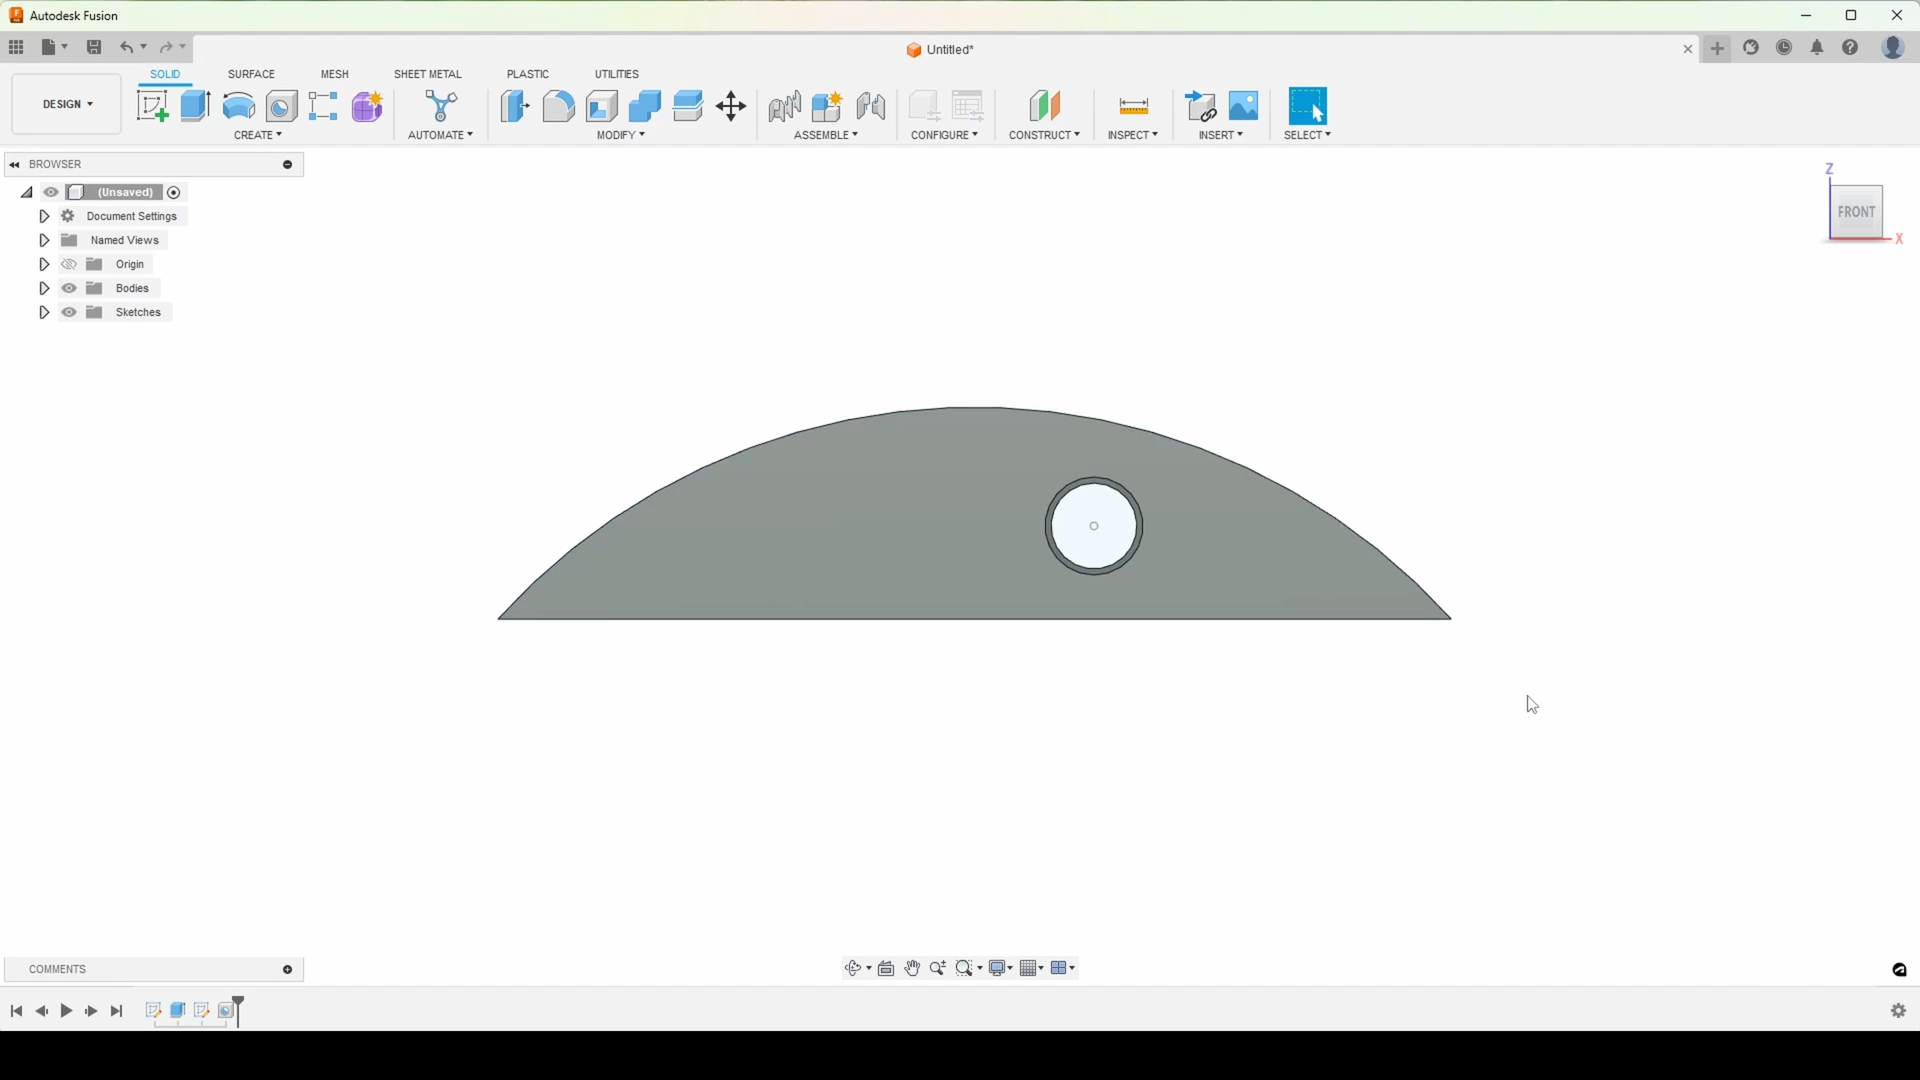 Autodesk Fusion
Untitled*
DESIGN
SOLID SURFACE MESH SHEET METAL PLASTIC UTILITIES
CREATE AUTOMATE MODIFY ASSEMBLE CONFIGURE CONSTRUCT INSPECT INSERT SELECT
BROWSER
(Unsaved)
Document Settings
Named Views
Origin
Bodies
Sketches
Z
FRONT
X
COMMENTS